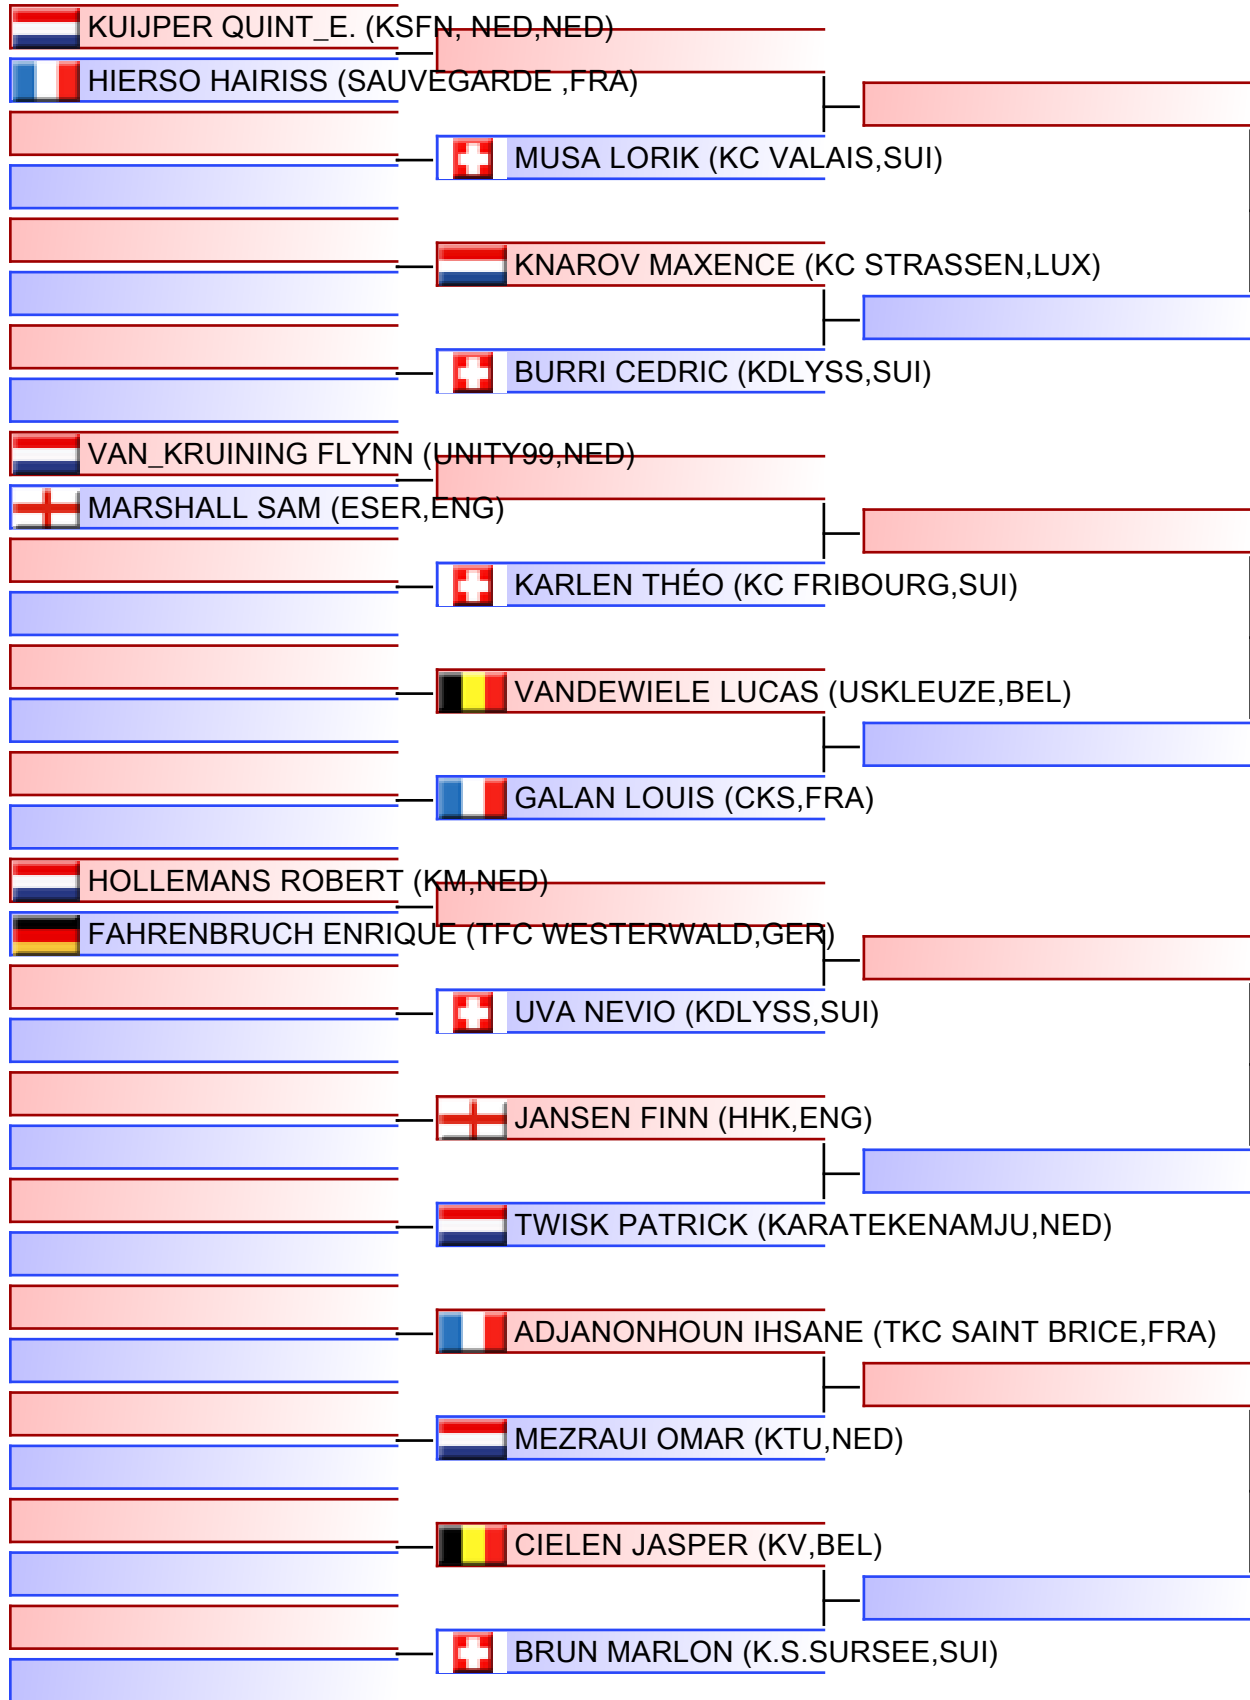 KUIJPER QUINT_E. (KSFN, NED,NED)
HIERSO HAIRISS (SAUVEGARDE ,FRA)
MUSA LORIK (KC VALAIS,SUI)
KNAROV MAXENCE (KC STRASSEN,LUX)
BURRI CEDRIC (KDLYSS,SUI)
VAN_KRUINING FLYNN (UNITY99,NED)
MARSHALL SAM (ESER,ENG)
KARLEN THÉO (KC FRIBOURG,SUI)
VANDEWIELE LUCAS (USKLEUZE,BEL)
GALAN LOUIS (CKS,FRA)
HOLLEMANS ROBERT (KM,NED)
FAHRENBRUCH ENRIQUE (TFC WESTERWALD,GER)
UVA NEVIO (KDLYSS,SUI)
JANSEN FINN (HHK,ENG)
TWISK PATRICK (KARATEKENAMJU,NED)
ADJANONHOUN IHSANE (TKC SAINT BRICE,FRA)
MEZRAUI OMAR (KTU,NED)
CIELEN JASPER (KV,BEL)
BRUN MARLON (K.S.SURSEE,SUI)